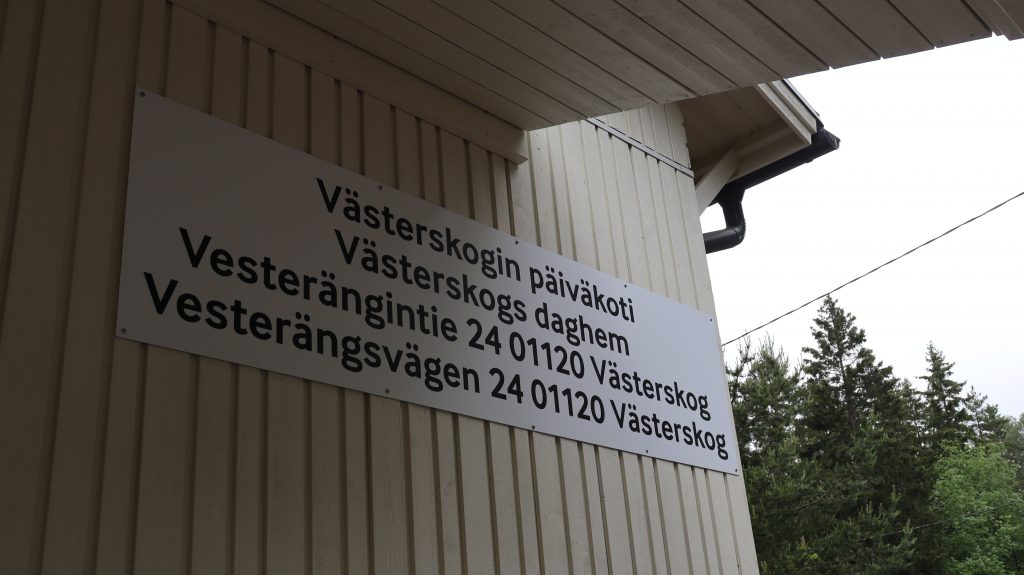 Västerskogin päiväkoti
Västerskogs daghem
Vesterängintie 24 01120 Västerskog
Vesterängsvägen 24 01120 Västerskog